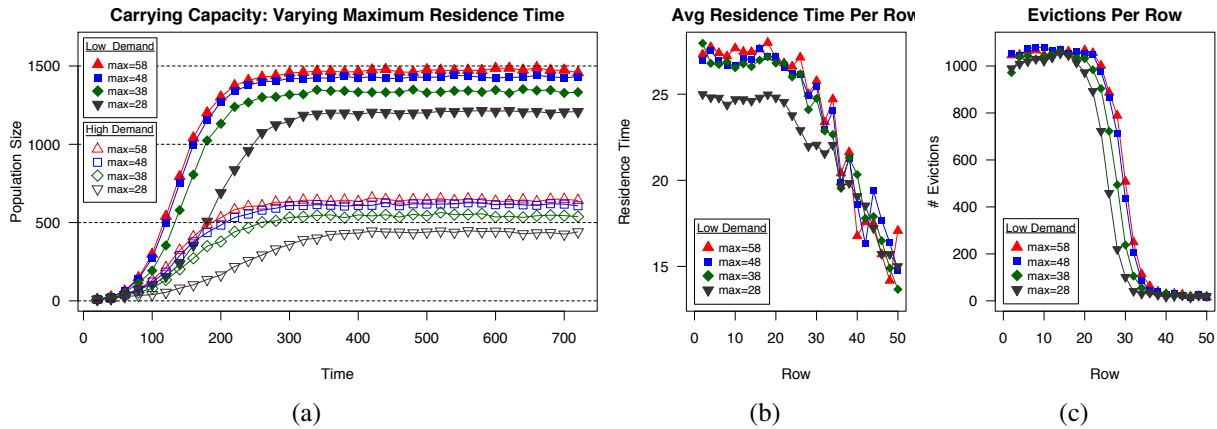 Carrying Capacity: Varying Maximum Residence Time
Population Size
1500
1000
500
0
Low Demand
max=58
max=48
max=38
max=28
High Demand
max=58
max=48
max=38
max=28
0 100 200 300 400 500 600 700
Time
(a)
Avg Residence Time Per Row
Residence Time
25
20
15
Low Demand
max=58
max=48
max=38
max=28
0 10 20 30 40 50
Row
(b)
Evictions Per Row
# Evictions
1000
800
600
400
200
0
Low Demand
max=58
max=48
max=38
max=28
0 10 20 30 40 50
Row
(c)